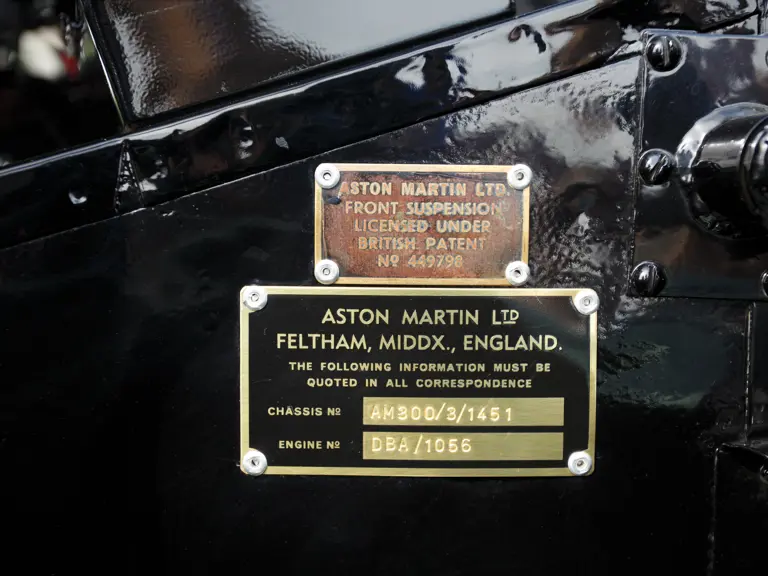 ASTON MARTIN LTD.
FRONT SUSPENSION
LICENSED UNDER
BRITISH PATENT
Nº 449798
ASTON MARTIN LTD
FELTHAM, MIDDX., ENGLAND.
THE FOLLOWING INFORMATION MUST BE
QUOTED IN ALL CORRESPONDENCE
CHASSIS Nº AM300/3/1451
ENGINE Nº DBA/1056